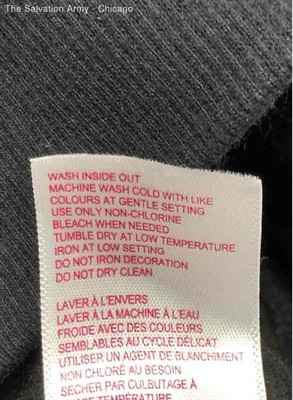 The Salvation Army - Chicago
WASH INSIDE OUT
MACHINE WASH COLD WITH LIKE
COLOURS AT GENTLE SETTING
USE ONLY NON-CHLORINE
BLEACH WHEN NEEDED
TUMBLE DRY AT LOW TEMPERATURE
IRON AT LOW SETTING
DO NOT IRON DECORATION
DO NOT DRY CLEAN
LAVER À L'ENVERS
LAVER À LA MACHINE À L'EAU
FROIDE AVEC DES COULEURS
SEMBLABLES AU CYCLE DÉLICAT
UTILISER UN AGENT DE BLANCHIMENT
NON CHLORÉ AU BESOIN
SÉCHER PAR CULBUTAGE À
BASSE TEMPÉRATURE